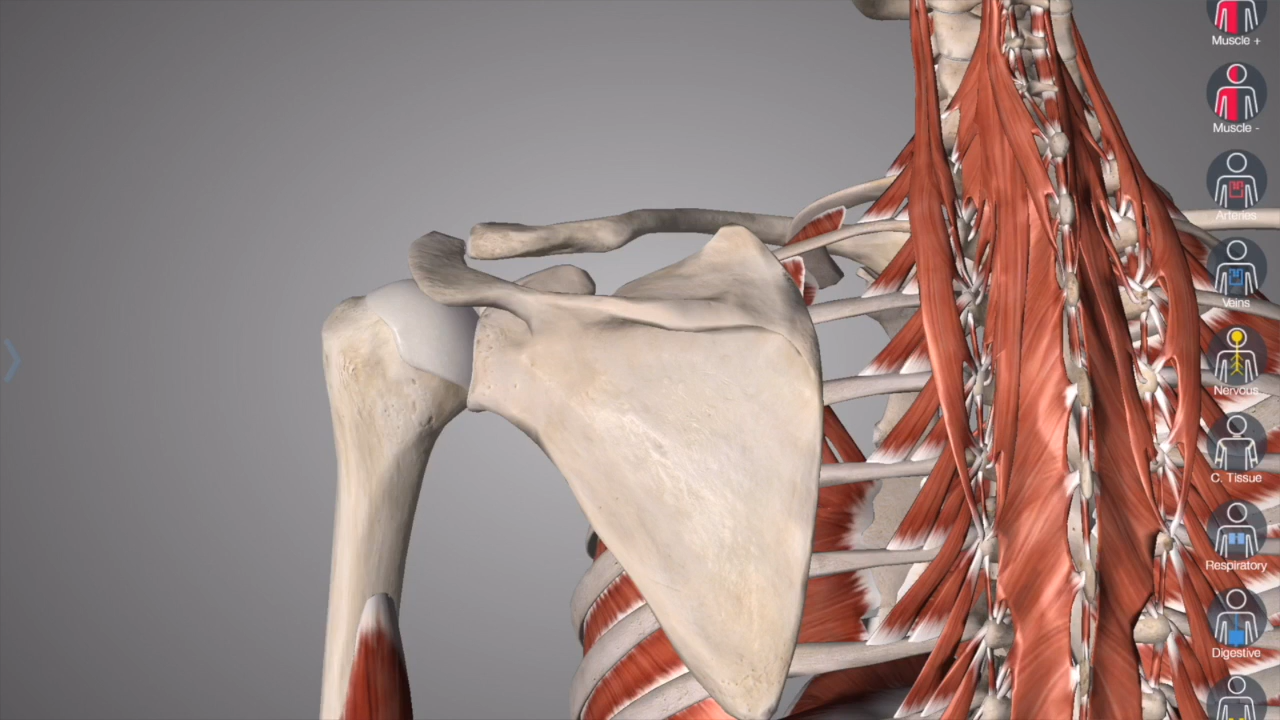 Muscle +
Muscle -
Arteries
Veins
Nervous
C. Tissue
Respiratory
Digestive